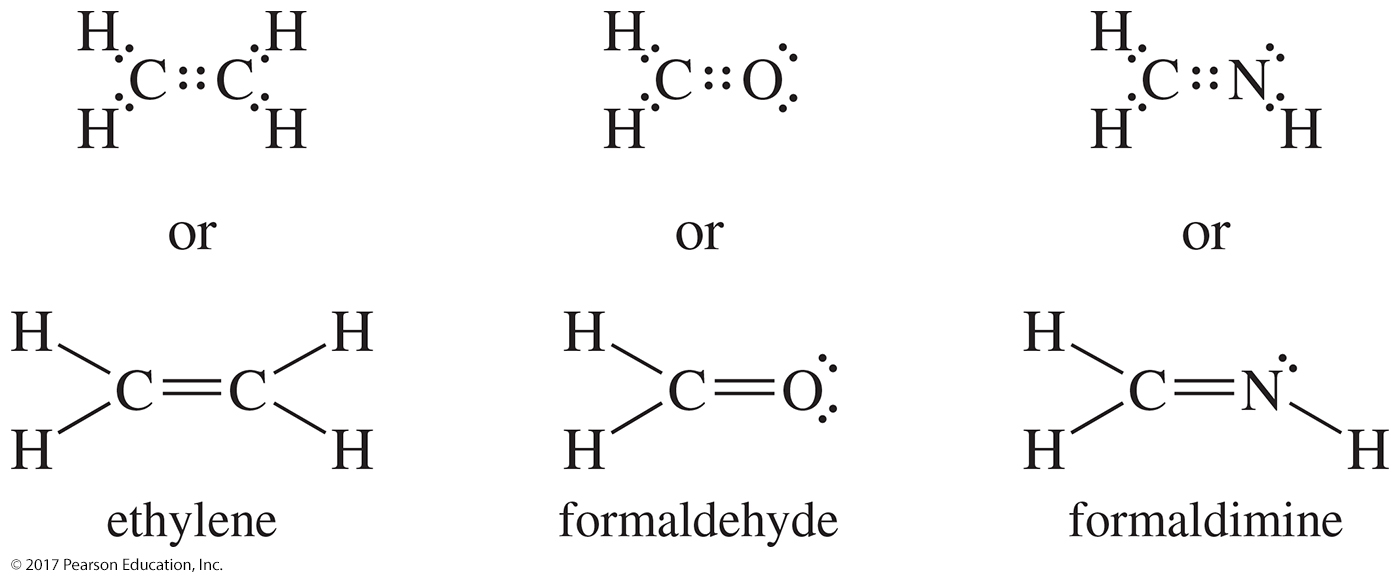 H H H H
C::C C::O C::N
H H H H H
or or or
H H H H
C=C C=O C=N
H H H H H
ethylene formaldehyde formaldimine
© 2017 Pearson Education, Inc.